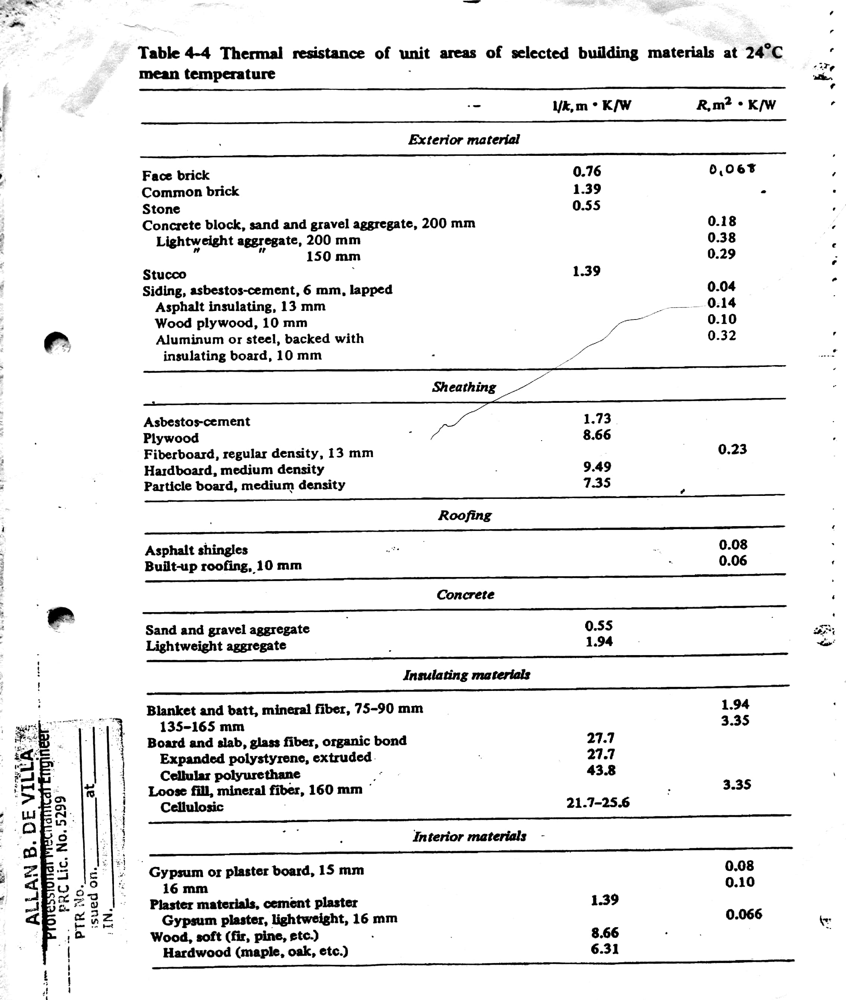 Table 4-4 Thermal resistance of unit areas of selected building materials at 24°C
mean temperature
1/k, m • K/W R, m² • K/W
Exterior material
Face brick 0.76 0.068
Common brick 1.39
Stone 0.55
Concrete block, sand and gravel aggregate, 200 mm 0.18
Lightweight aggregate, 200 mm 0.38
" " 150 mm 0.29
Stucco 1.39
Siding, asbestos-cement, 6 mm, lapped 0.04
Asphalt insulating, 13 mm 0.14
Wood plywood, 10 mm 0.10
Aluminum or steel, backed with 0.32
insulating board, 10 mm
Sheathing
Asbestos-cement 1.73
Plywood 8.66
Fiberboard, regular density, 13 mm 0.23
Hardboard, medium density 9.49
Particle board, medium density 7.35
Roofing
Asphalt shingles 0.08
Built-up roofing, 10 mm 0.06
Concrete
Sand and gravel aggregate 0.55
Lightweight aggregate 1.94
Insulating materials
Blanket and batt, mineral fiber, 75–90 mm 1.94
135–165 mm 3.35
Board and slab, glass fiber, organic bond 27.7
Expanded polystyrene, extruded 27.7
Cellular polyurethane 43.8
Loose fill, mineral fiber, 160 mm 3.35
Cellulosic 21.7–25.6
Interior materials
Gypsum or plaster board, 15 mm 0.08
16 mm 0.10
Plaster materials, cement plaster 1.39
Gypsum plaster, lightweight, 16 mm 0.066
Wood, soft (fir, pine, etc.) 8.66
Hardwood (maple, oak, etc.) 6.31
ALLAN B. DE VILLA
Professional Mechanical Engineer
PRC Lic. No. 5299
PTR No.
issued on. at
IN.